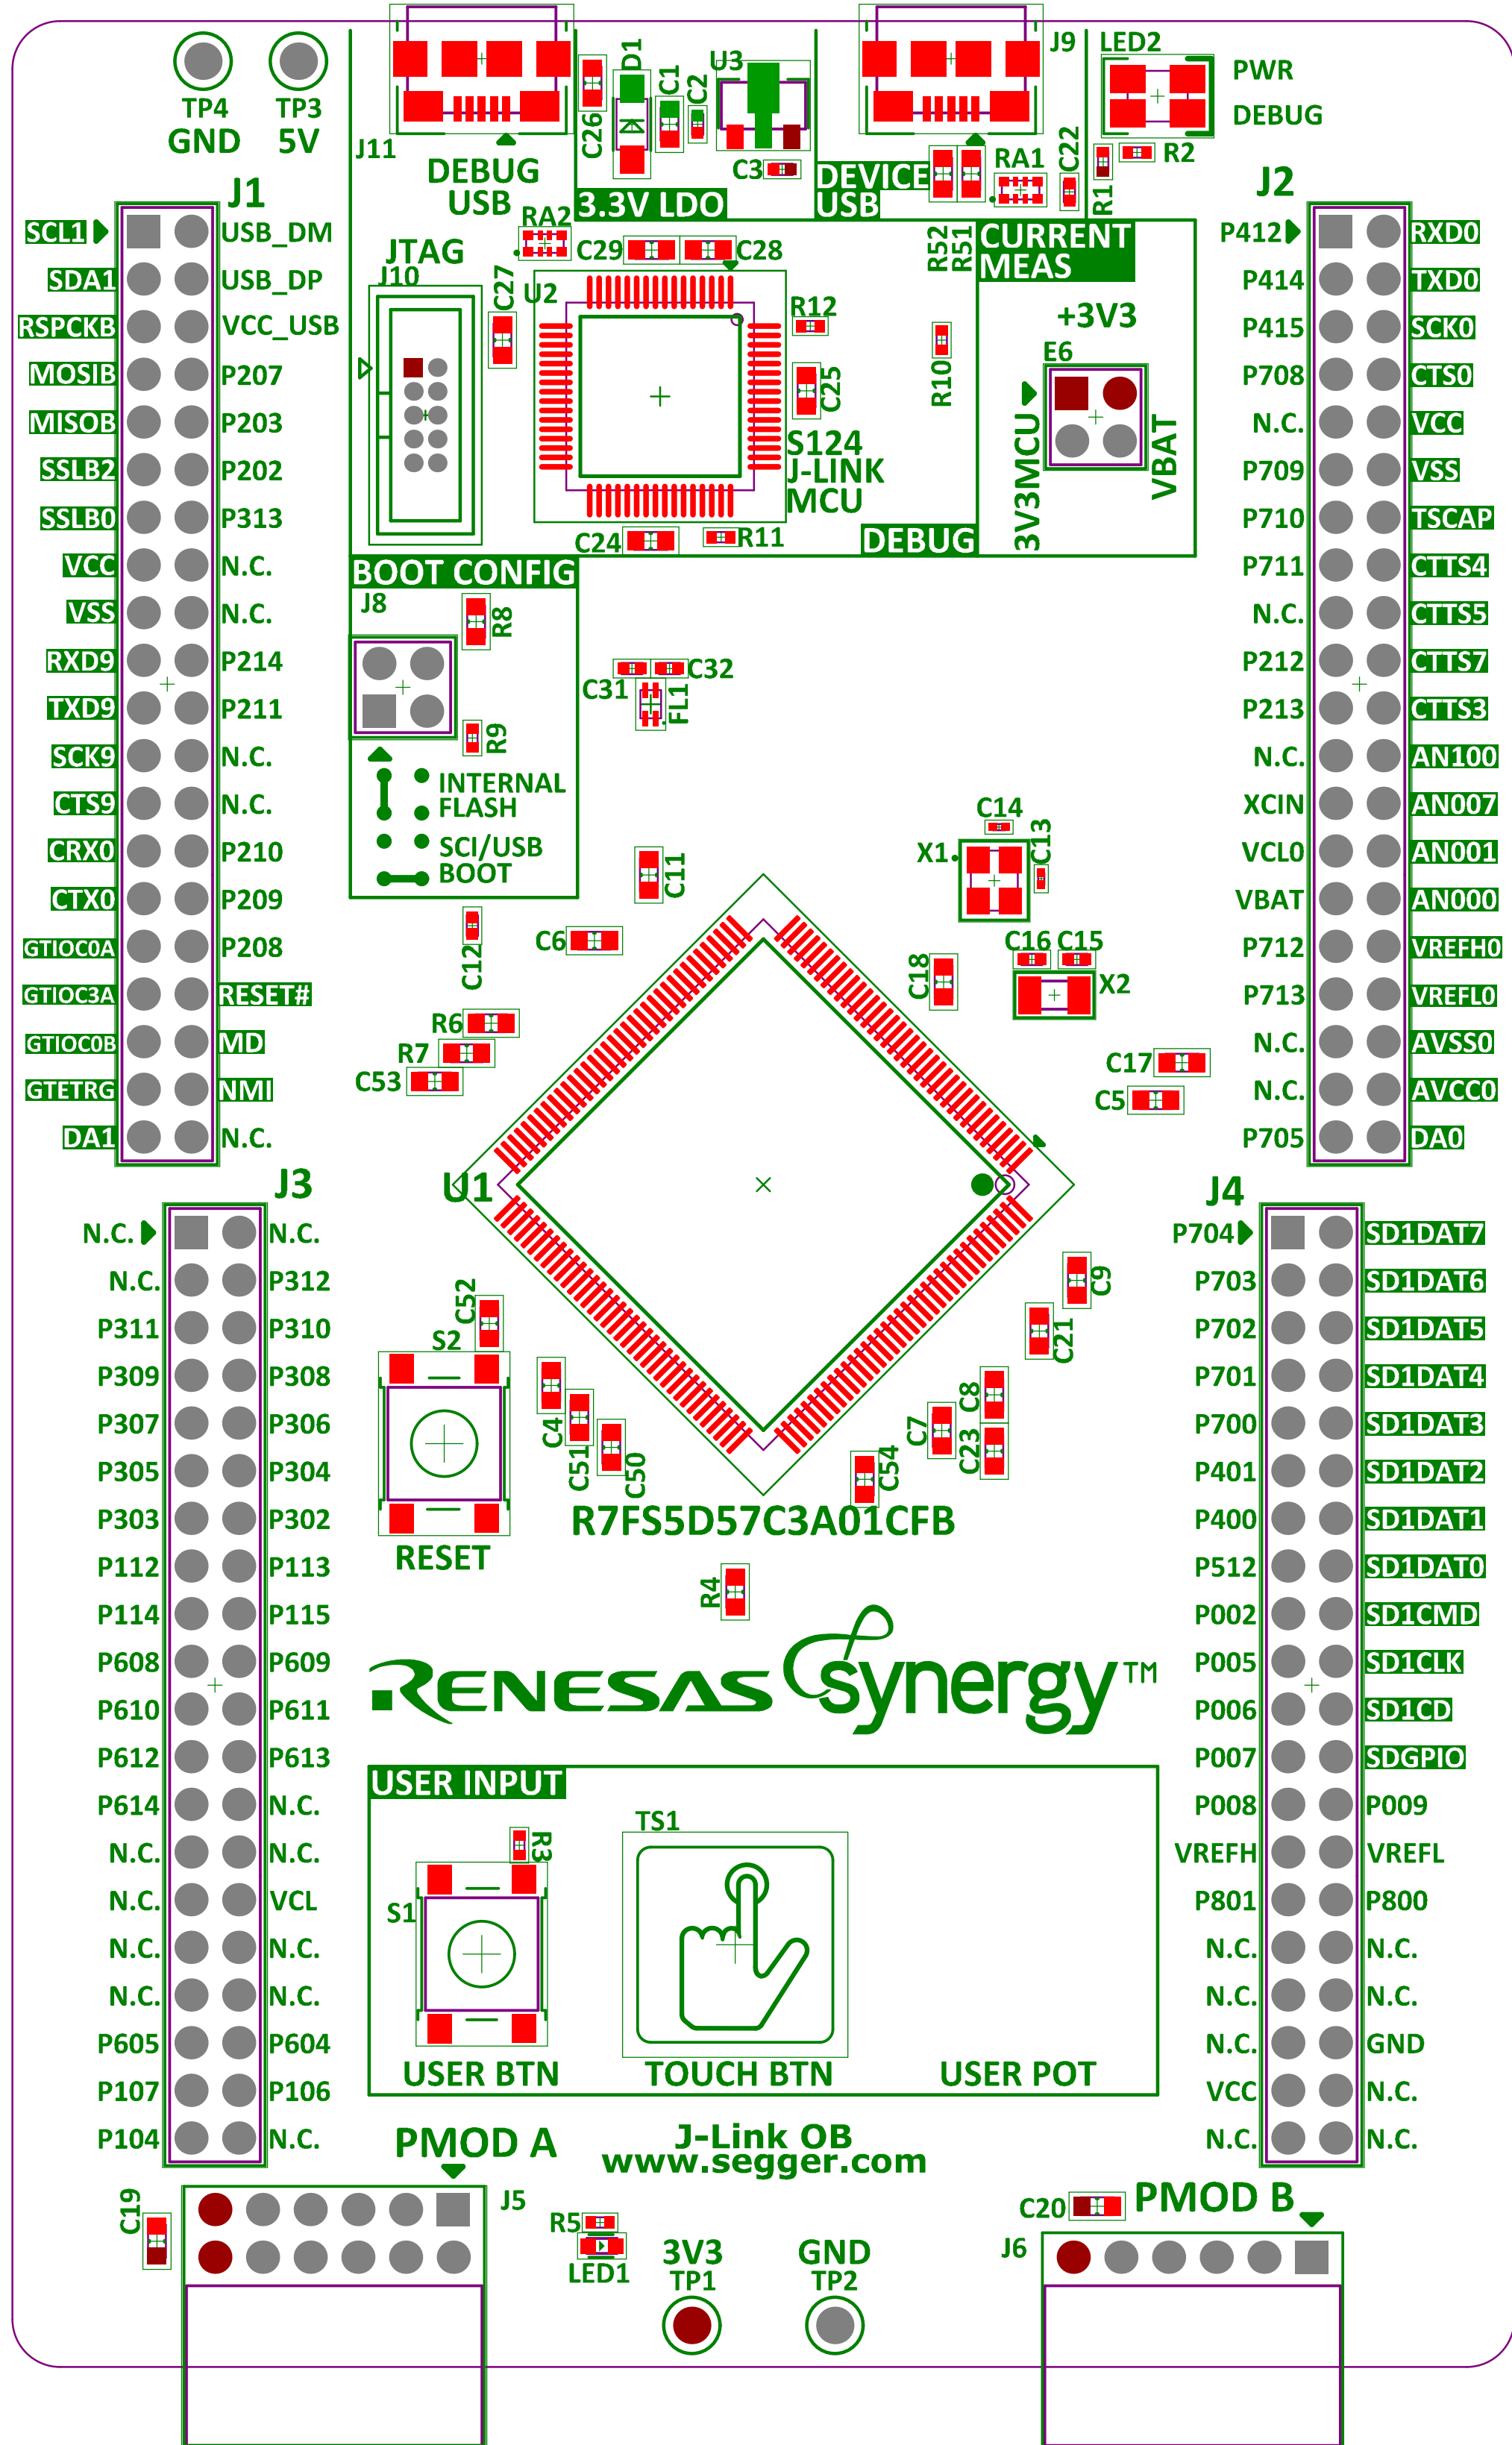 J11
DEBUG
USB
D1
C26
C1
C2
U3
C3
3.3V LDO
J9
DEVICE
USB
RA1
C22
LED2
PWR
DEBUG
R1
R2
TP4
GND
TP3
5V
J1
SCL1 USB_DM
SDA1 USB_DP
RSPCKB VCC_USB
MOSIB P207
MISOB P203
SSLB2 P202
SSLB0 P313
VCC N.C.
VSS N.C.
RXD9 P214
TXD9 P211
SCK9 N.C.
CTS9 N.C.
CRX0 P210
CTX0 P209
GTIOC0A P208
GTIOC3A RESET#
GTIOC0B MD
GTETRG NMI
DA1 N.C.
JTAG
J10
RA2
C27
C29
C28
U2
R12
C25
S124
J-LINK
MCU
C24
R11
DEBUG
R52
R51
R10
CURRENT
MEAS
+3V3
E6
3V3MCU
VBAT
J2
P412 RXD0
P414 TXD0
P415 SCK0
P708 CTS0
N.C. VCC
P709 VSS
P710 TSCAP
P711 CTTS4
N.C. CTTS5
P212 CTTS7
P213 CTTS3
N.C. AN100
XCIN AN007
VCL0 AN001
VBAT AN000
P712 VREFH0
P713 VREFL0
N.C. AVSS0
N.C. AVCC0
P705 DA0
BOOT CONFIG
J8
R8
R9
INTERNAL
FLASH
SCI/USB
BOOT
C31
C32
FL1
C11
C6
C12
R6
R7
C53
C14
X1
C13
C18
C16
C15
X2
C17
C5
U1
J3
N.C. N.C.
N.C. P312
P311 P310
P309 P308
P307 P306
P305 P304
P303 P302
P112 P113
P114 P115
P608 P609
P610 P611
P612 P613
P614 N.C.
N.C. N.C.
N.C. VCL
N.C. N.C.
N.C. N.C.
P605 P604
P107 P106
P104 N.C.
C52
S2
RESET
C4
C51
C50
C9
C21
C8
C7
C23
C54
R7FS5D57C3A01CFB
R4
RENESAS Synergy™
J4
P704 SD1DAT7
P703 SD1DAT6
P702 SD1DAT5
P701 SD1DAT4
P700 SD1DAT3
P401 SD1DAT2
P400 SD1DAT1
P512 SD1DAT0
P002 SD1CMD
P005 SD1CLK
P006 SD1CD
P007 SDGPIO
P008 P009
VREFH VREFL
P801 P800
N.C. N.C.
N.C. N.C.
N.C. GND
VCC N.C.
N.C. N.C.
USER INPUT
R3
S1
USER BTN
TS1
TOUCH BTN
USER POT
PMOD A
J-Link OB
www.segger.com
C19
J5
R5
LED1
3V3
TP1
GND
TP2
C20
PMOD B
J6